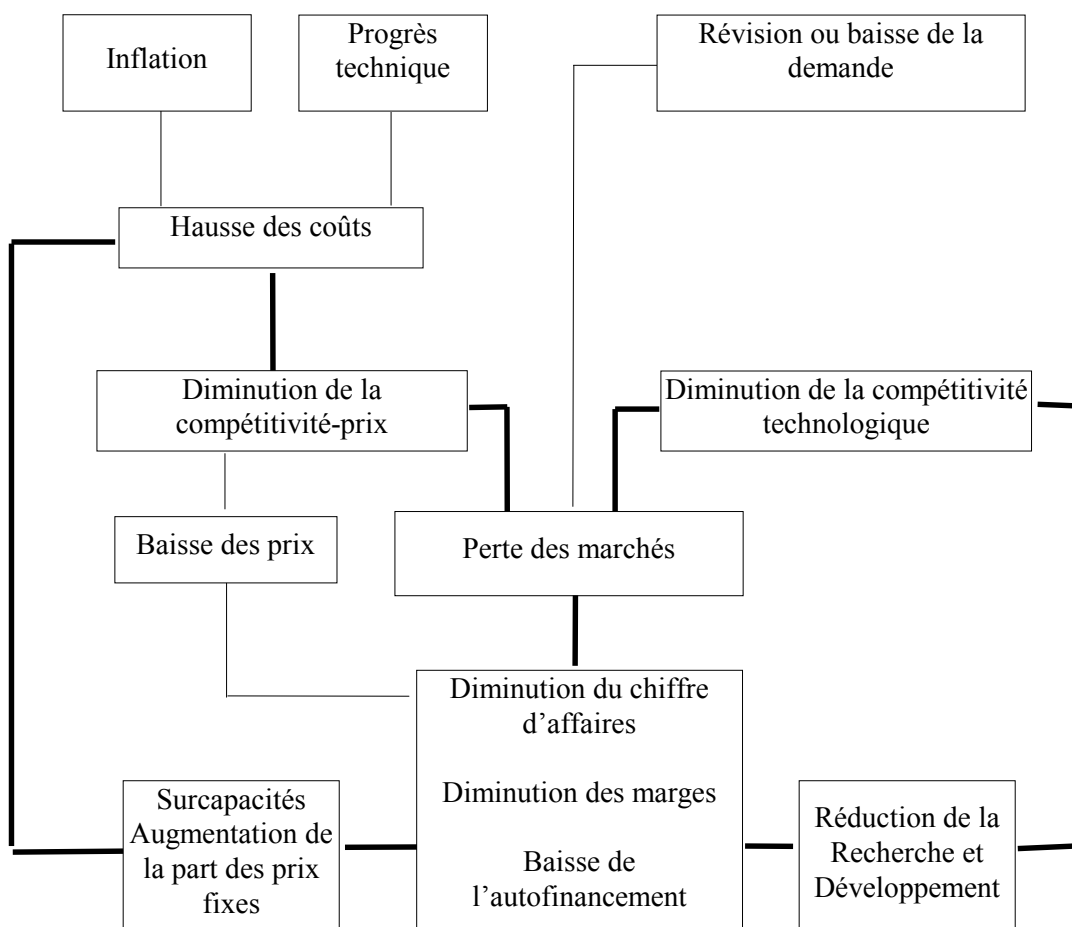 Inflation
Progrès
technique
Révision ou baisse de la
demande
Hausse des coûts
Diminution de la
compétitivité-prix
Diminution de la compétitivité
technologique
Baisse des prix
Perte des marchés
Diminution du chiffre
d’affaires
Diminution des marges
Baisse de
l’autofinancement
Surcapacités
Augmentation de
la part des prix
fixes
Réduction de la
Recherche et
Développement